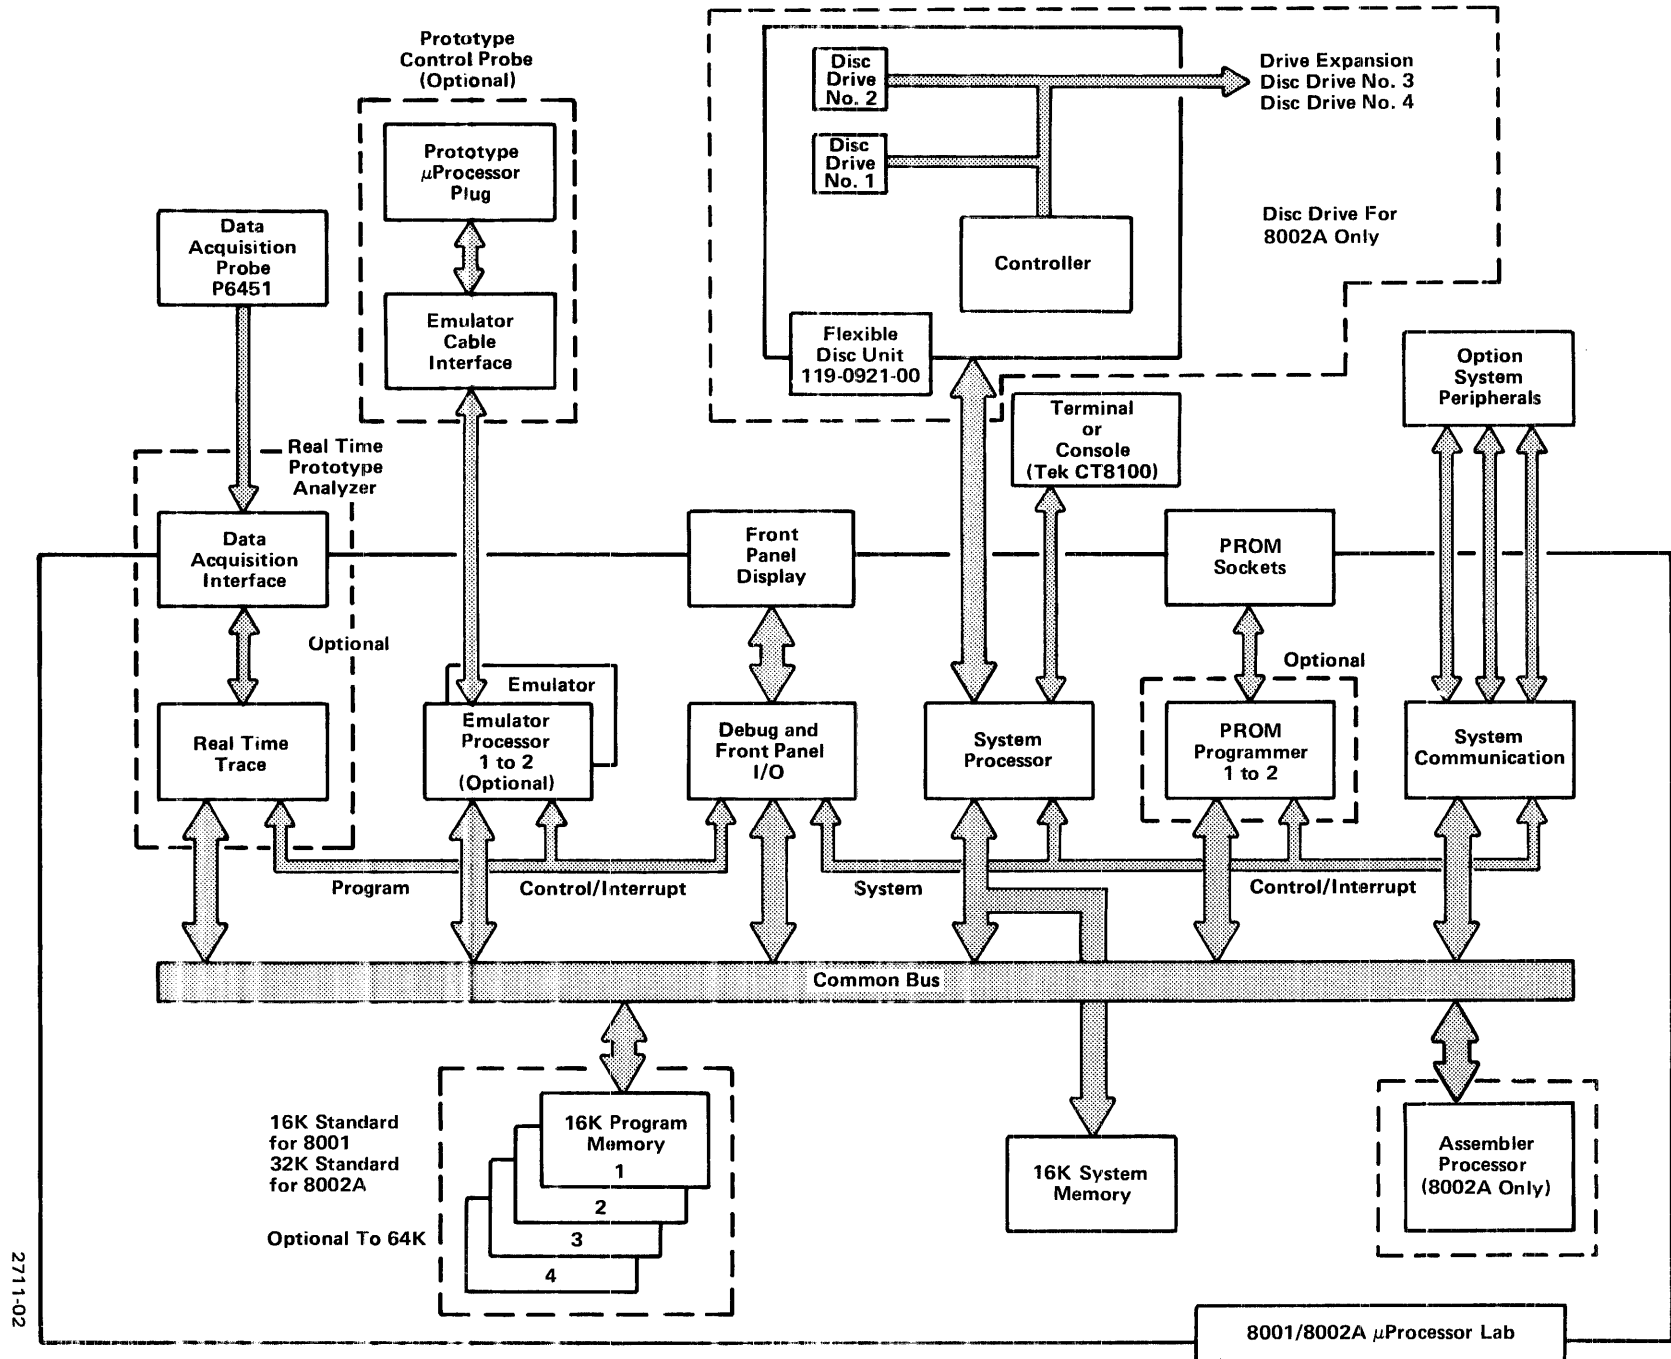 Prototype
Control Probe
(Optional)
Prototype
μProcessor
Plug
Emulator
Cable
Interface
Data
Acquisition
Probe
P6451
Disc
Drive
No. 2
Disc
Drive
No. 1
Controller
Flexible
Disc Unit
119-0921-00
Drive Expansion
Disc Drive No. 3
Disc Drive No. 4
Disc Drive For
8002A Only
Terminal
or
Console
(Tek CT8100)
Option
System
Peripherals
Real Time
Prototype
Analyzer
Data
Acquisition
Interface
Optional
Real Time
Trace
Emulator
Emulator
Processor
1 to 2
(Optional)
Front
Panel
Display
Debug and
Front Panel
I/O
System
Processor
PROM
Sockets
Optional
PROM
Programmer
1 to 2
System
Communication
Program
Control/Interrupt
System
Control/Interrupt
Common Bus
16K Standard
for 8001
32K Standard
for 8002A
Optional To 64K
16K Program
Memory
1
2
3
4
16K System
Memory
Assembler
Processor
(8002A Only)
8001/8002A μProcessor Lab
2711-02